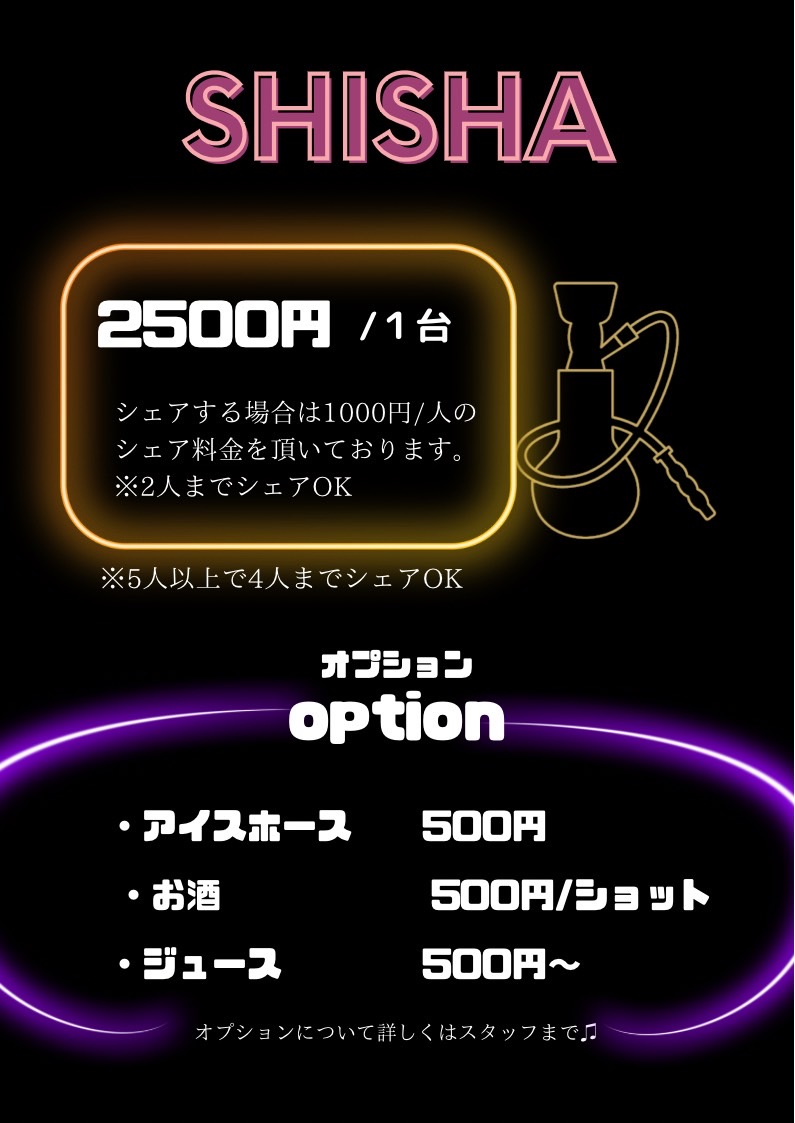 SHISHA
2500円 /1台
シェアする場合は1000円/人の
シェア料金を頂いております。
※2人までシェアOK
※5人以上で4人までシェアOK
オプション
option
・アイスホース 500円
・お酒 500円/ショット
・ジュース 500円〜
オプションについて詳しくはスタッフまで♫